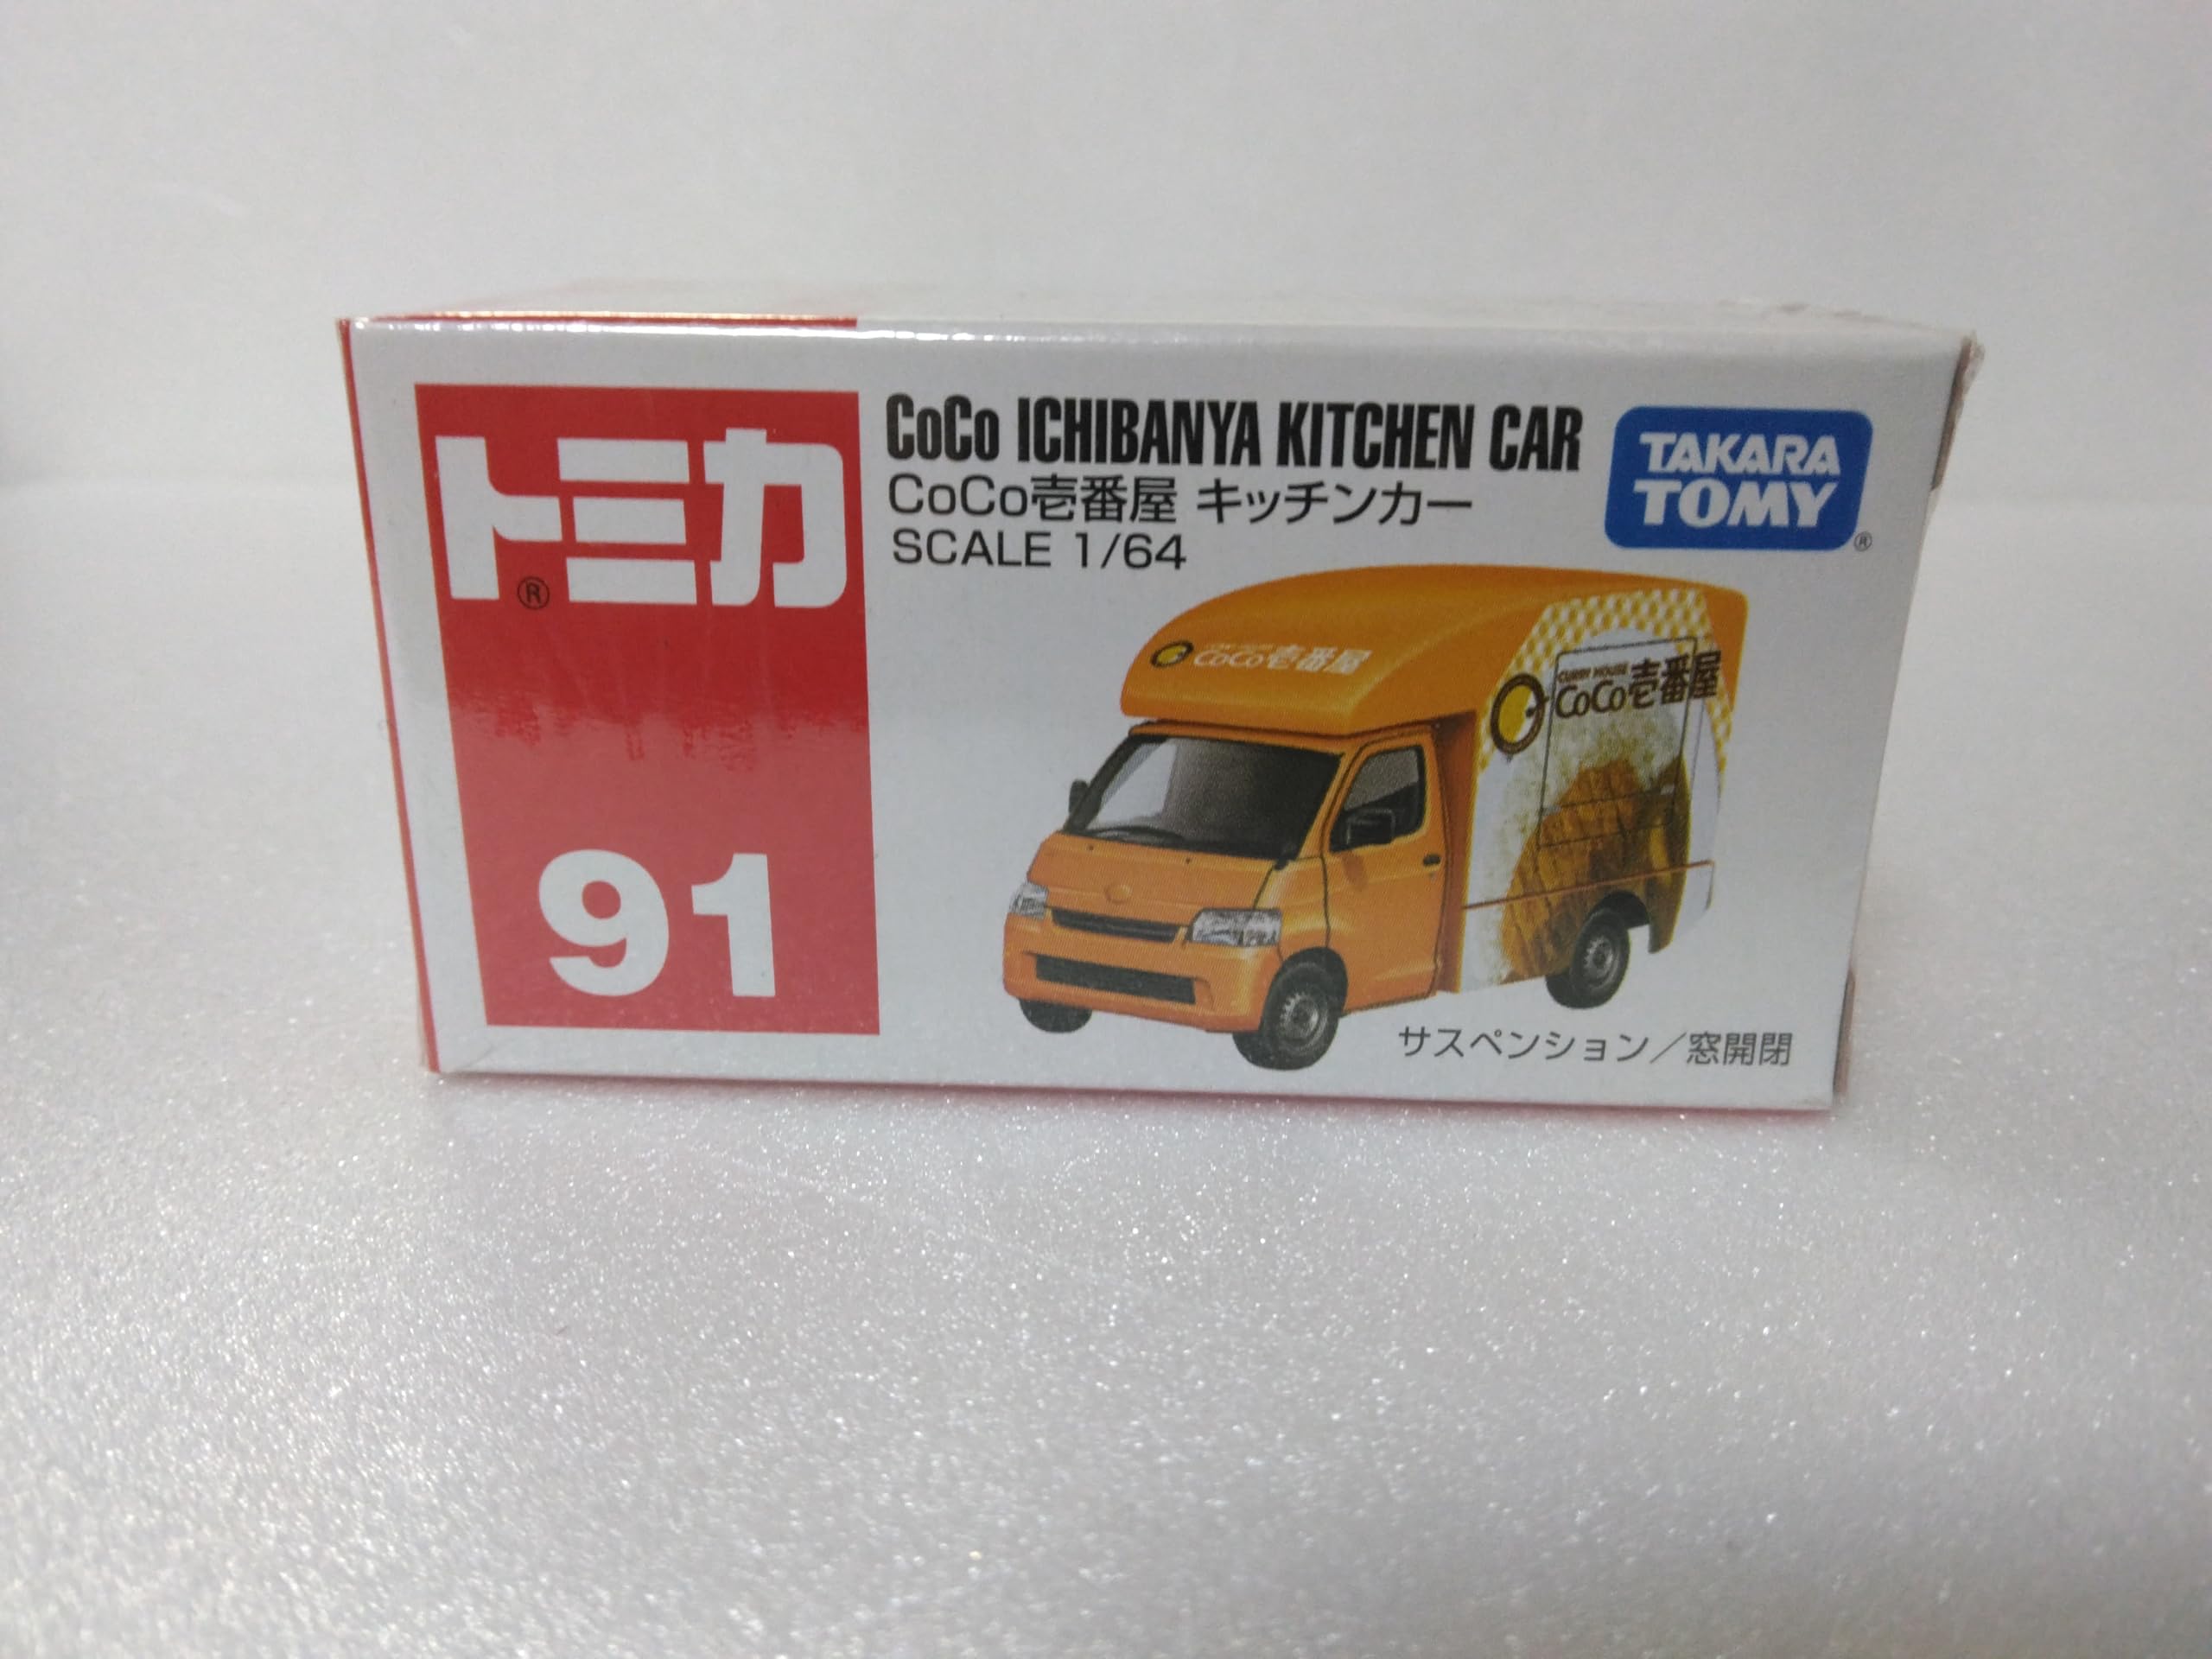 トミカ
®
91
CoCo ICHIBANYA KITCHEN CAR
CoCo壱番屋 キッチンカー
SCALE 1/64
TAKARA
TOMY
®
CoCo壱番屋
CURRY HOUSE
CoCo壱番屋
サスペンション／窓開閉